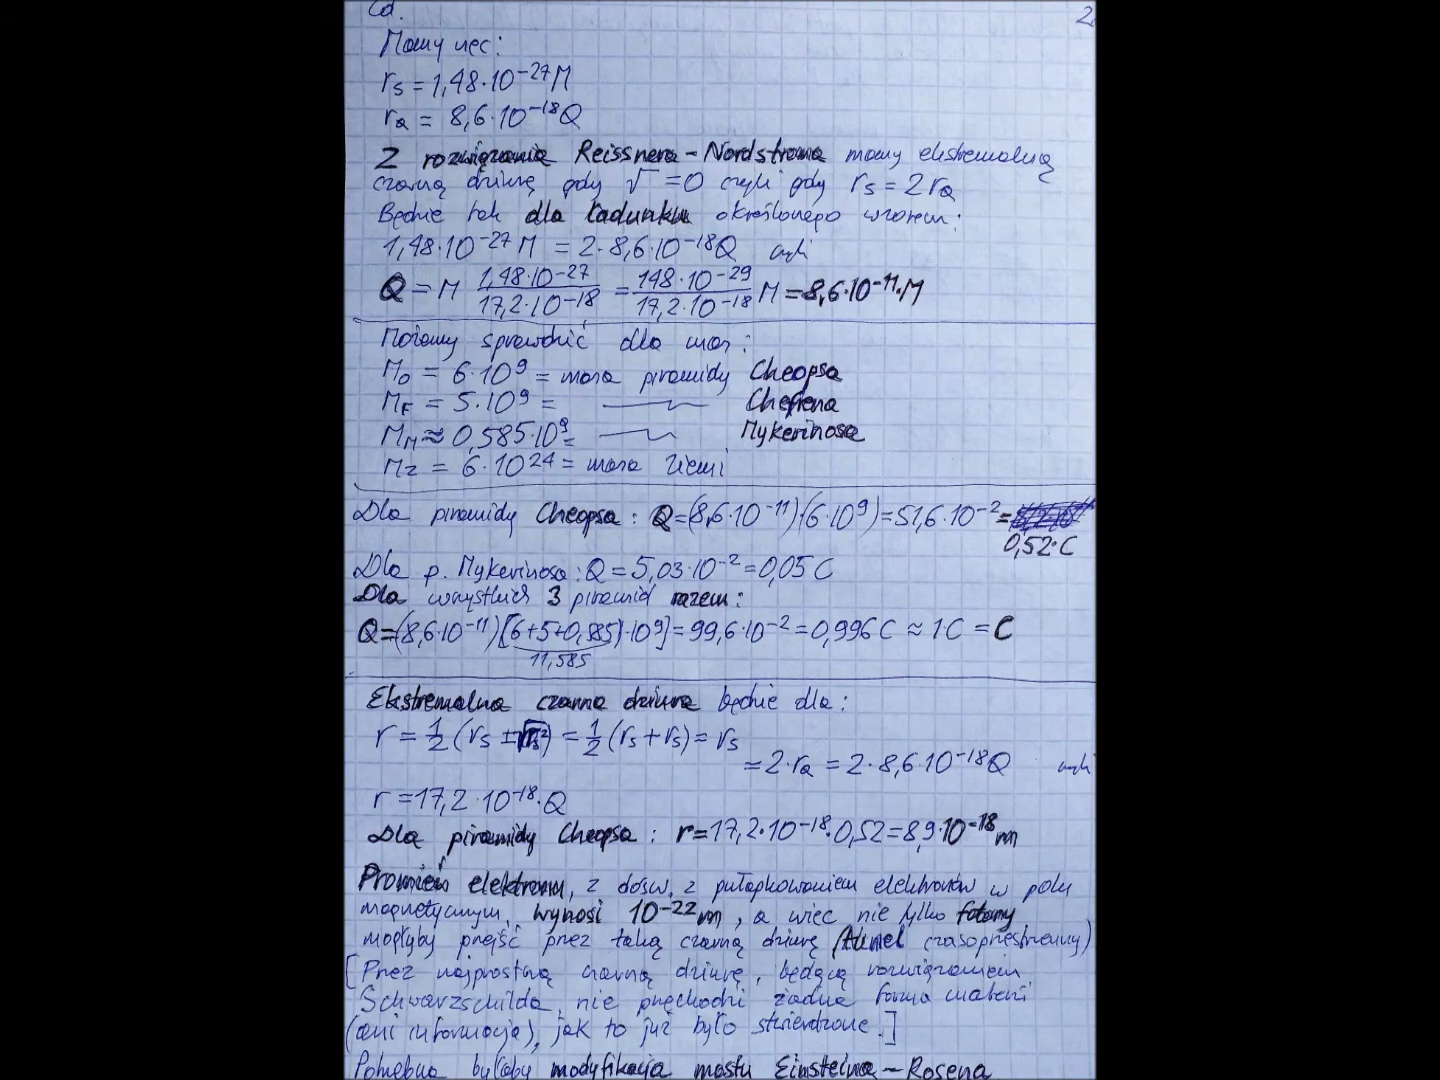 Cd.
2.
Mamy więc:
rs = 1,48·10⁻²⁷M
rQ = 8,6·10⁻¹⁸Q
Z rozwiązania Reissnera-Nordstroma mamy ekstremalną
czarną dziurę gdy √ = 0 czyli gdy rs = 2rQ
Będzie tak dla ładunku określonego wzorem:
1,48·10⁻²⁷M = 2·8,6·10⁻¹⁸Q czyli
Q = M 1,48·10⁻²⁷/17,2·10⁻¹⁸ = 148·10⁻²⁹/17,2·10⁻¹⁸ M = 8,6·10⁻¹¹·M
Możemy sprawdzić dla mas:
Mo = 6·10⁹ = masa piramidy Cheopsa
MF = 5·10⁹ = Chefrena
MM ≈ 0,585·10⁹ = Mykerinosa
Mz = 6·10²⁴ = masa Ziemi
Dla piramidy Cheopsa: Q = (8,6·10⁻¹¹)·(6·10⁹) = 51,6·10⁻² =
0,52·C
Dla p. Mykerinosa: Q = 5,03·10⁻² = 0,05 C
Dla wszystkich 3 piramid razem:
Q = (8,6·10⁻¹¹)[(6+5+0,585)·10⁹] = 99,6·10⁻² = 0,996 C ≈ 1C = C
11,585
Ekstremalna czarna dziura będzie dla:
r = ½(rs ± √rs²) = ½(rs + rs) = rs
= 2·rQ = 2·8,6·10⁻¹⁸Q czyli
r = 17,2·10⁻¹⁸·Q
Dla piramidy Cheopsa: r = 17,2·10⁻¹⁸·0,52 = 8,9·10⁻¹⁸m
Promień elektronu, z dośw. z pułapkowaniem elektronów w polu
magnetycznym, wynosi 10⁻²²m, a więc nie tylko fotony
mogłyby przejść przez taką czarną dziurę (tunel czasoprzestrzenny)
[Przez najprostszą czarną dziurę, będącą rozwiązaniem
Schwarzschilda, nie przechodzi żadna forma materii
(ani informacja), jak to już było stwierdzone.]
Potrzebna byłaby modyfikacja mostu Einsteina-Rosena